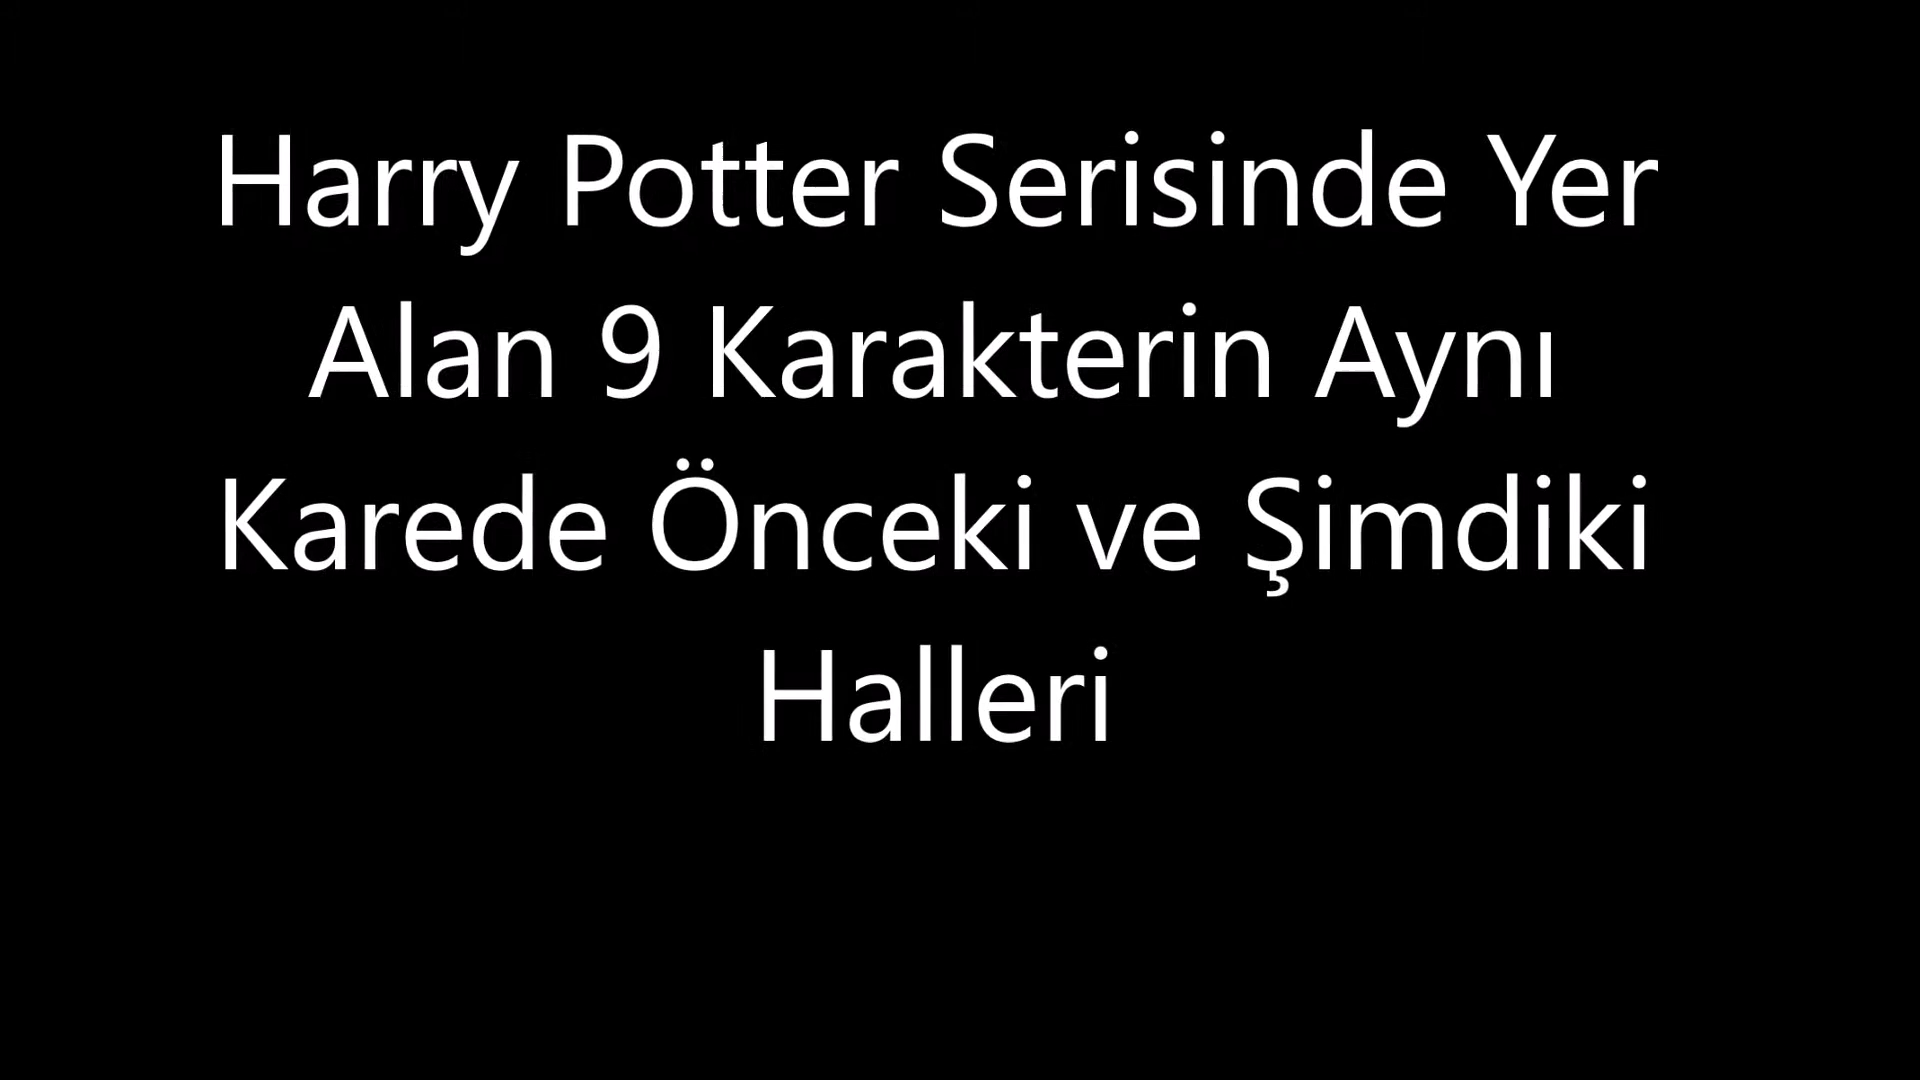 Harry Potter Serisinde Yer
Alan 9 Karakterin Aynı
Karede Önceki ve Şimdiki
Halleri